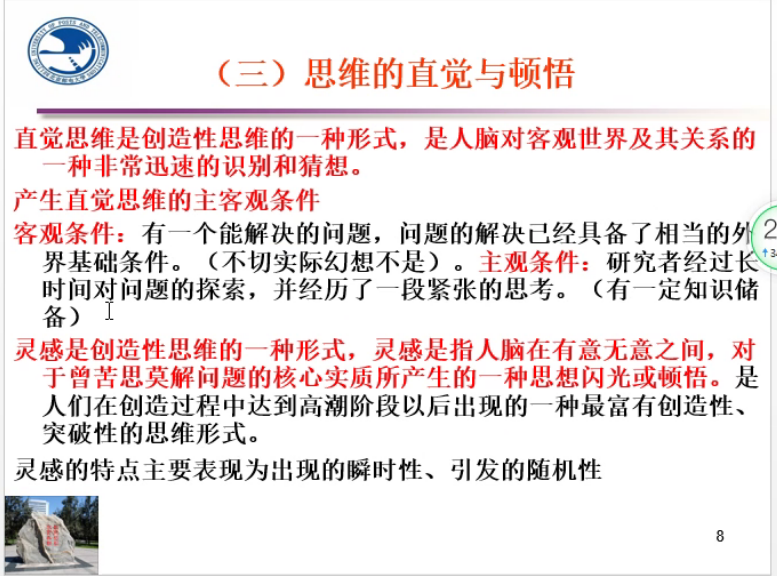 （三）思维的直觉与顿悟
直觉思维是创造性思维的一种形式，是人脑对客观世界及其关系的
一种非常迅速的识别和猜想。
产生直觉思维的主客观条件
客观条件：有一个能解决的问题，问题的解决已经具备了相当的外
界基础条件。（不切实际幻想不是）。主观条件：研究者经过长
时间对问题的探索，并经历了一段紧张的思考。（有一定知识储
备）
灵感是创造性思维的一种形式，灵感是指人脑在有意无意之间，对
于曾苦思莫解问题的核心实质所产生的一种思想闪光或顿悟。是
人们在创造过程中达到高潮阶段以后出现的一种最富有创造性、
突破性的思维形式。
灵感的特点主要表现为出现的瞬时性、引发的随机性
8